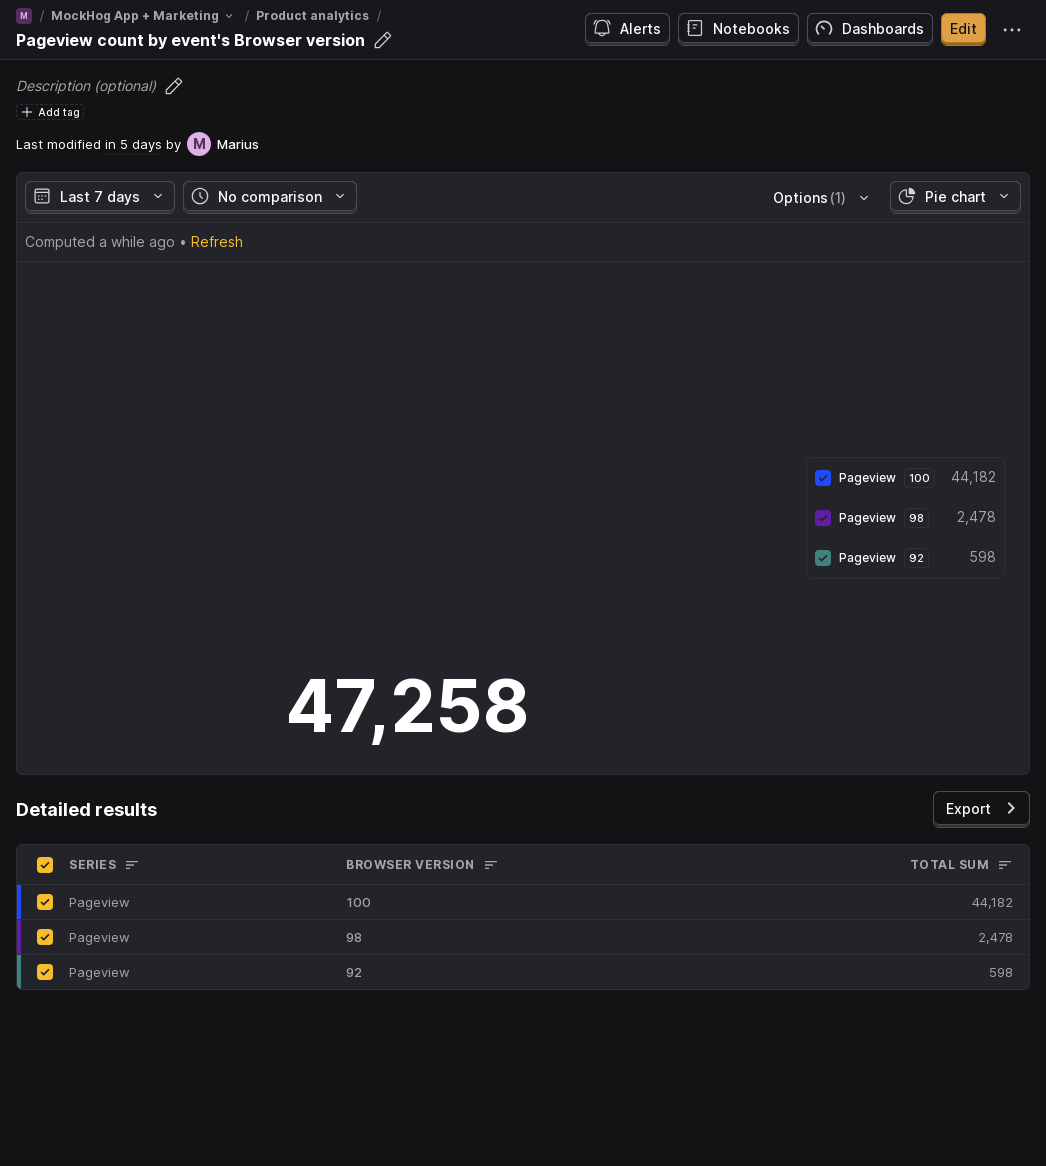 M / MockHog App + Marketing / Product analytics /
Pageview count by event's Browser version
Alerts Notebooks Dashboards Edit
Description (optional)
Add tag
Last modified in 5 days by M Marius
Last 7 days No comparison Options (1) Pie chart
Computed a while ago • Refresh
Pageview 100 44,182
Pageview 98 2,478
Pageview 92 598
47,258
Detailed results Export
SERIES BROWSER VERSION TOTAL SUM
Pageview 100 44,182
Pageview 98 2,478
Pageview 92 598